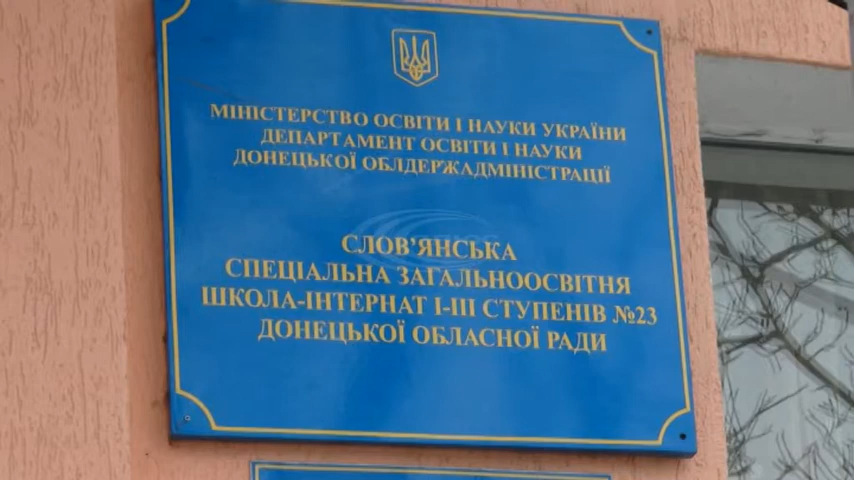 МІНІСТЕРСТВО ОСВІТИ І НАУКИ УКРАЇНИ
ДЕПАРТАМЕНТ ОСВІТИ І НАУКИ
ДОНЕЦЬКОЇ ОБЛДЕРЖАДМІНІСТРАЦІЇ
СЛОВ’ЯНСЬКА
СПЕЦІАЛЬНА ЗАГАЛЬНООСВІТНЯ
ШКОЛА-ІНТЕРНАТ І-ІІІ СТУПЕНІВ №23
ДОНЕЦЬКОЇ ОБЛАСНОЇ РАДИ